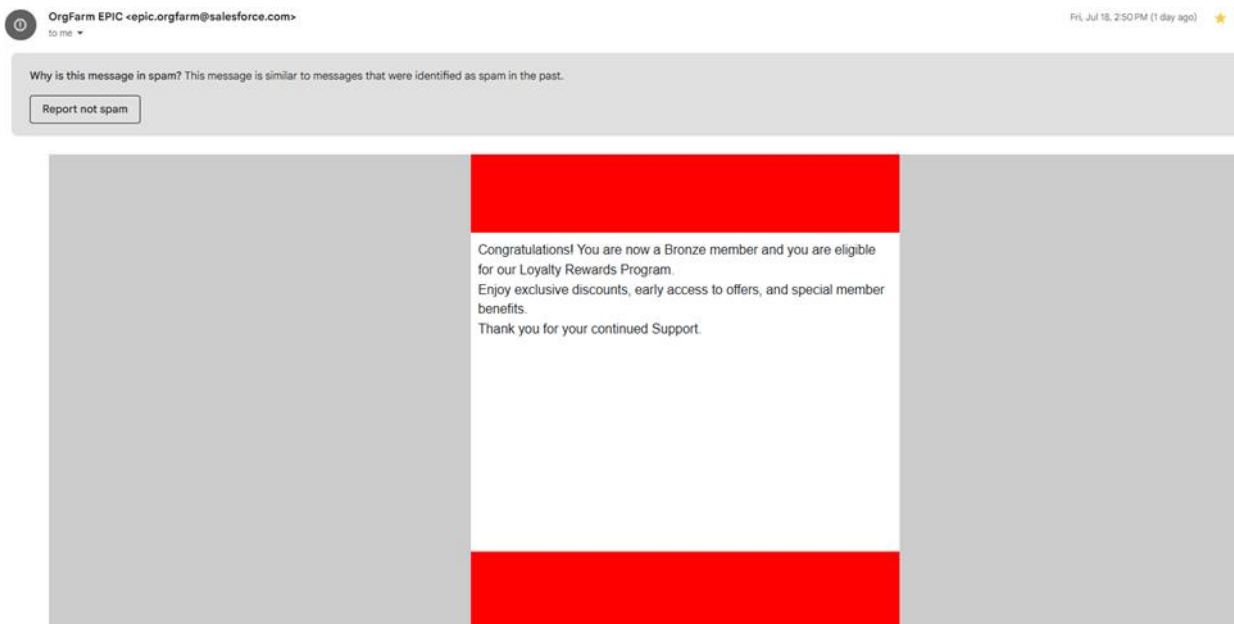 OrgFarm EPIC <epic.orgfarm@salesforce.com>
Fri, Jul 18, 2:50 PM (1 day ago)
to me
Why is this message in spam? This message is similar to messages that were identified as spam in the past.
Report not spam
Congratulations! You are now a Bronze member and you are eligible
for our Loyalty Rewards Program.
Enjoy exclusive discounts, early access to offers, and special member
benefits.
Thank you for your continued Support.